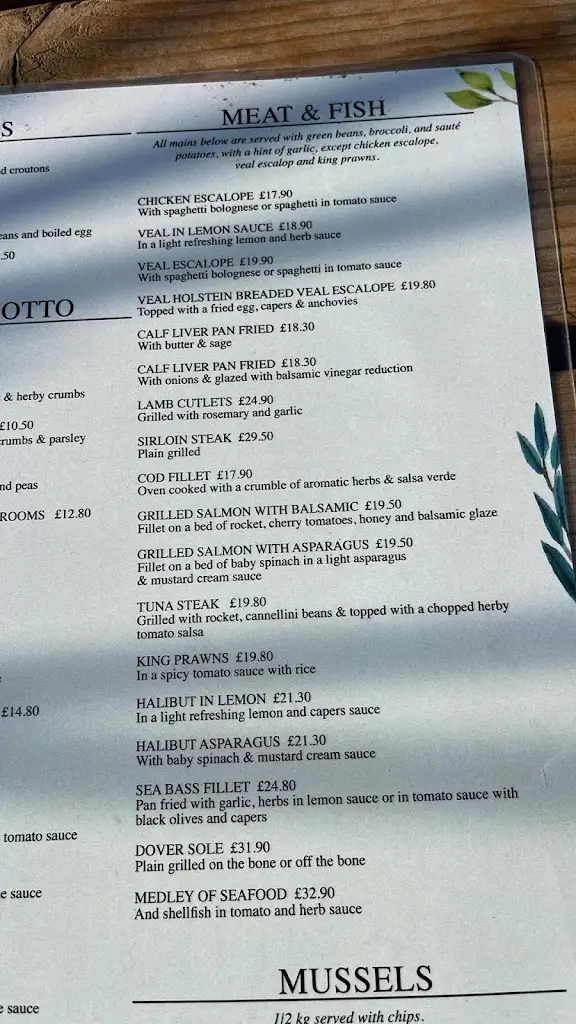 S
d croutons
eans and boiled egg
.50
OTTO
& herby crumbs
£10.50
rumbs & parsley
nd peas
ROOMS £12.80
£14.80
tomato sauce
e sauce
e sauce
MEAT & FISH
All mains below are served with green beans, broccoli, and sauté
potatoes, with a hint of garlic, except chicken escalope,
veal escalop and king prawns.
CHICKEN ESCALOPE £17.90
With spaghetti bolognese or spaghetti in tomato sauce
VEAL IN LEMON SAUCE £18.90
In a light refreshing lemon and herb sauce
VEAL ESCALOPE £19.90
With spaghetti bolognese or spaghetti in tomato sauce
VEAL HOLSTEIN BREADED VEAL ESCALOPE £19.80
Topped with a fried egg, capers & anchovies
CALF LIVER PAN FRIED £18.30
With butter & sage
CALF LIVER PAN FRIED £18.30
With onions & glazed with balsamic vinegar reduction
LAMB CUTLETS £24.90
Grilled with rosemary and garlic
SIRLOIN STEAK £29.50
Plain grilled
COD FILLET £17.90
Oven cooked with a crumble of aromatic herbs & salsa verde
GRILLED SALMON WITH BALSAMIC £19.50
Fillet on a bed of rocket, cherry tomatoes, honey and balsamic glaze
GRILLED SALMON WITH ASPARAGUS £19.50
Fillet on a bed of baby spinach in a light asparagus
& mustard cream sauce
TUNA STEAK £19.80
Grilled with rocket, cannellini beans & topped with a chopped herby
tomato salsa
KING PRAWNS £19.80
In a spicy tomato sauce with rice
HALIBUT IN LEMON £21.30
In a light refreshing lemon and capers sauce
HALIBUT ASPARAGUS £21.30
With baby spinach & mustard cream sauce
SEA BASS FILLET £24.80
Pan fried with garlic, herbs in lemon sauce or in tomato sauce with
black olives and capers
DOVER SOLE £31.90
Plain grilled on the bone or off the bone
MEDLEY OF SEAFOOD £32.90
And shellfish in tomato and herb sauce
MUSSELS
1|2 kg served with chips.